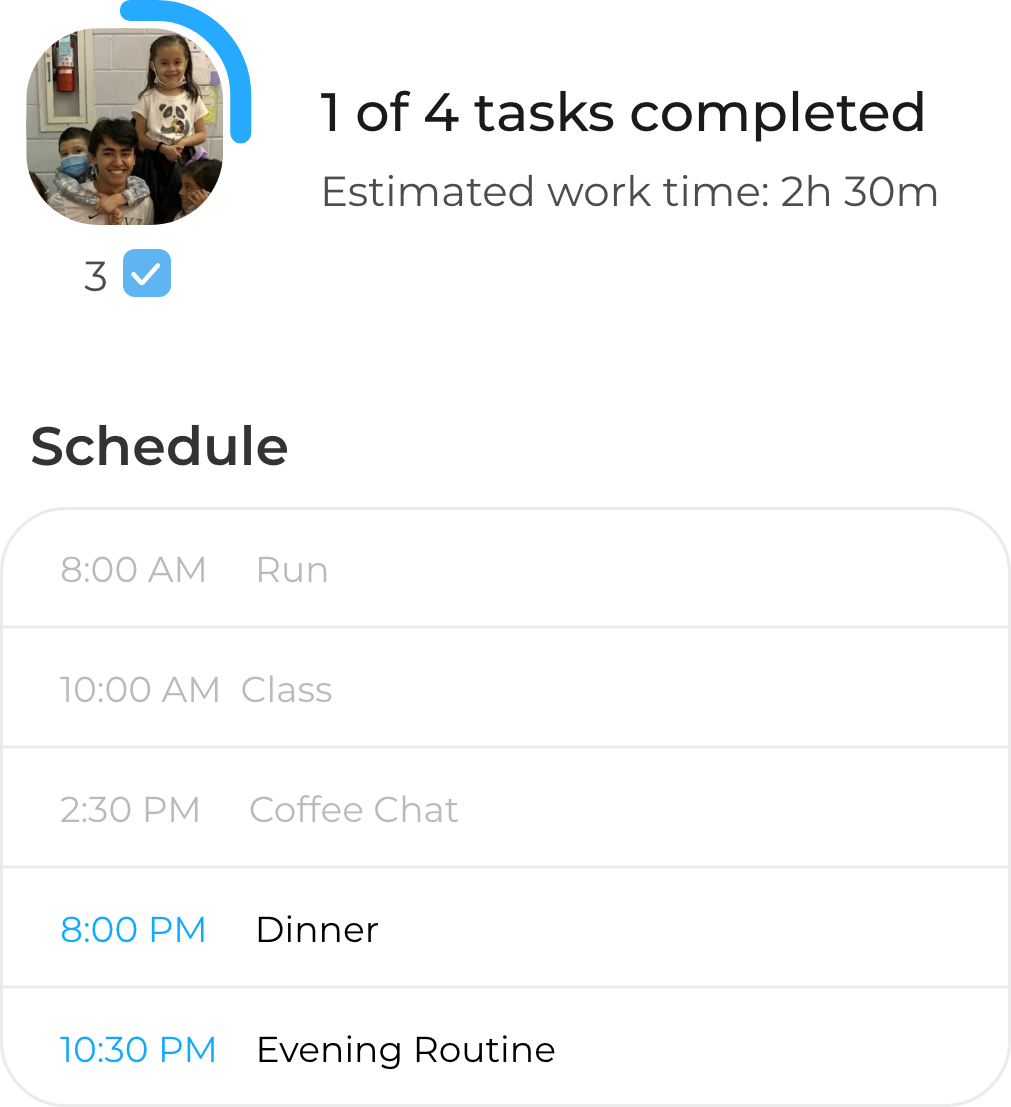 1 of 4 tasks completed
Estimated work time: 2h 30m
3
Schedule
8:00 AM Run
10:00 AM Class
2:30 PM Coffee Chat
8:00 PM Dinner
10:30 PM Evening Routine